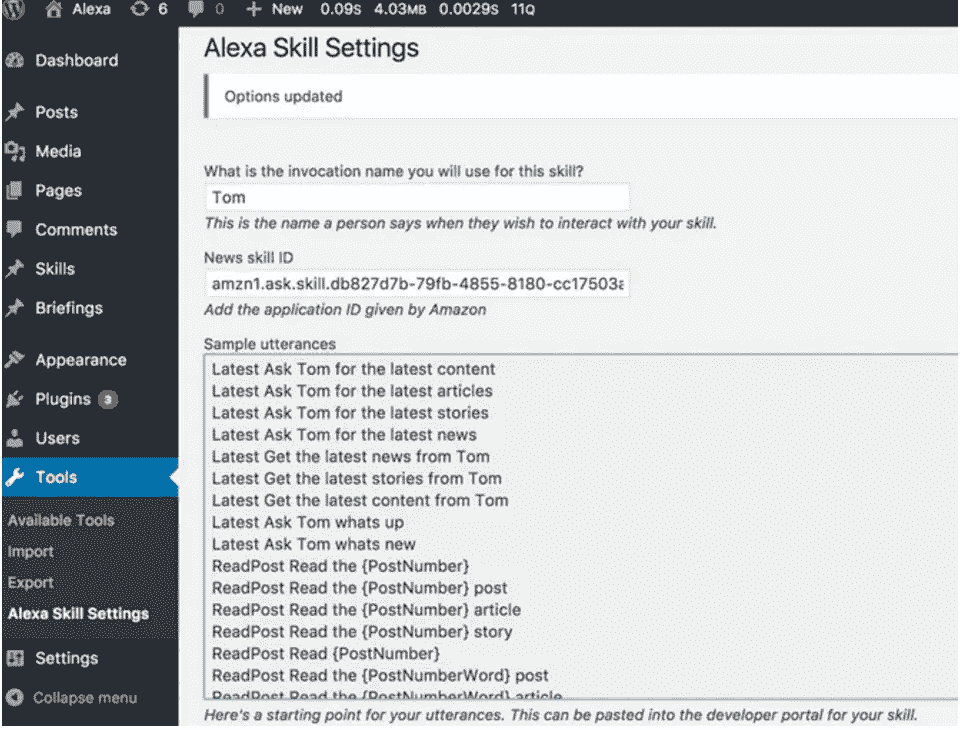 Alexa 6 0 New 0.09s 4.03MB 0.0029s 11Q
Dashboard
Posts
Media
Pages
Comments
Skills
Briefings
Appearance
Plugins 3
Users
Tools
Available Tools
Import
Export
Alexa Skill Settings
Settings
Collapse menu
Alexa Skill Settings
Options updated
What is the invocation name you will use for this skill?
Tom
This is the name a person says when they wish to interact with your skill.
News skill ID
amzn1.ask.skill.db827d7b-79fb-4855-8180-cc17503a
Add the application ID given by Amazon
Sample utterances
Latest Ask Tom for the latest content
Latest Ask Tom for the latest articles
Latest Ask Tom for the latest stories
Latest Ask Tom for the latest news
Latest Get the latest news from Tom
Latest Get the latest stories from Tom
Latest Get the latest content from Tom
Latest Ask Tom whats up
Latest Ask Tom whats new
ReadPost Read the {PostNumber}
ReadPost Read the {PostNumber} post
ReadPost Read the {PostNumber} article
ReadPost Read the {PostNumber} story
ReadPost Read {PostNumber}
ReadPost Read the {PostNumberWord} post
ReadPost Read the {PostNumberWord} article
Here's a starting point for your utterances. This can be pasted into the developer portal for your skill.